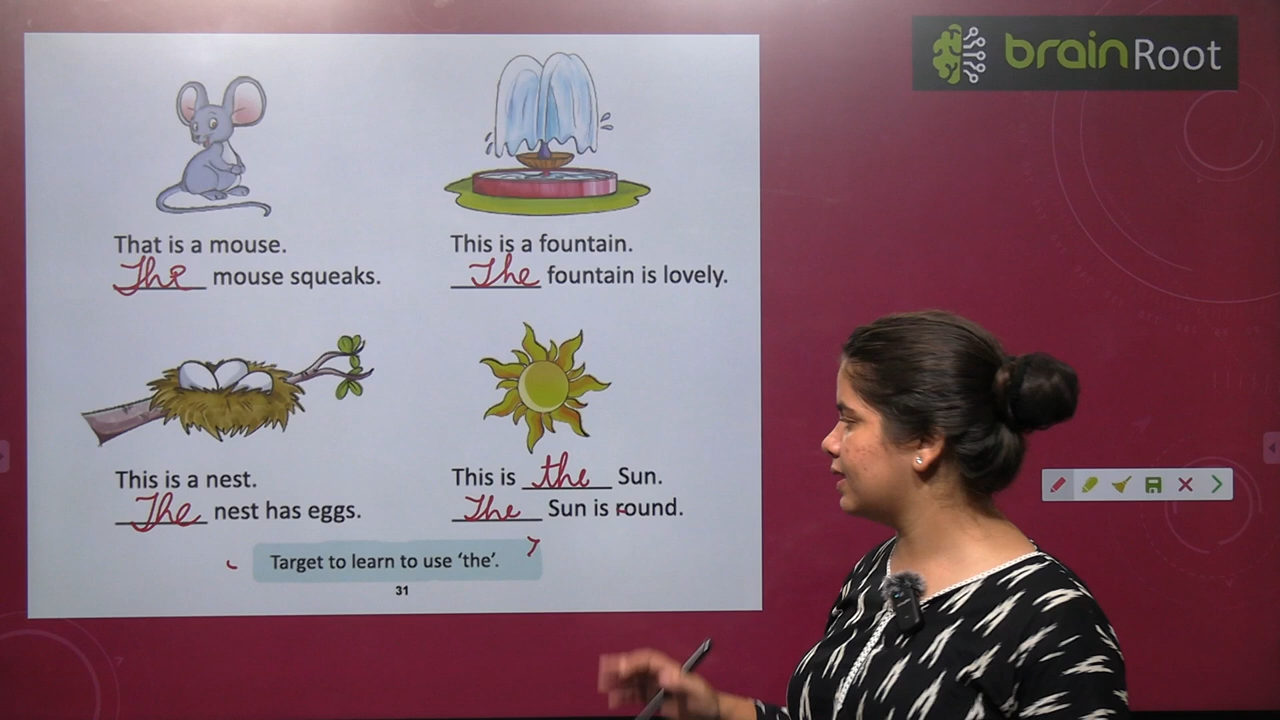 brainRoot
That is a mouse.
The mouse squeaks.
This is a fountain.
The fountain is lovely.
This is a nest.
The nest has eggs.
This is the Sun.
The Sun is round.
Target to learn to use ‘the’.
31